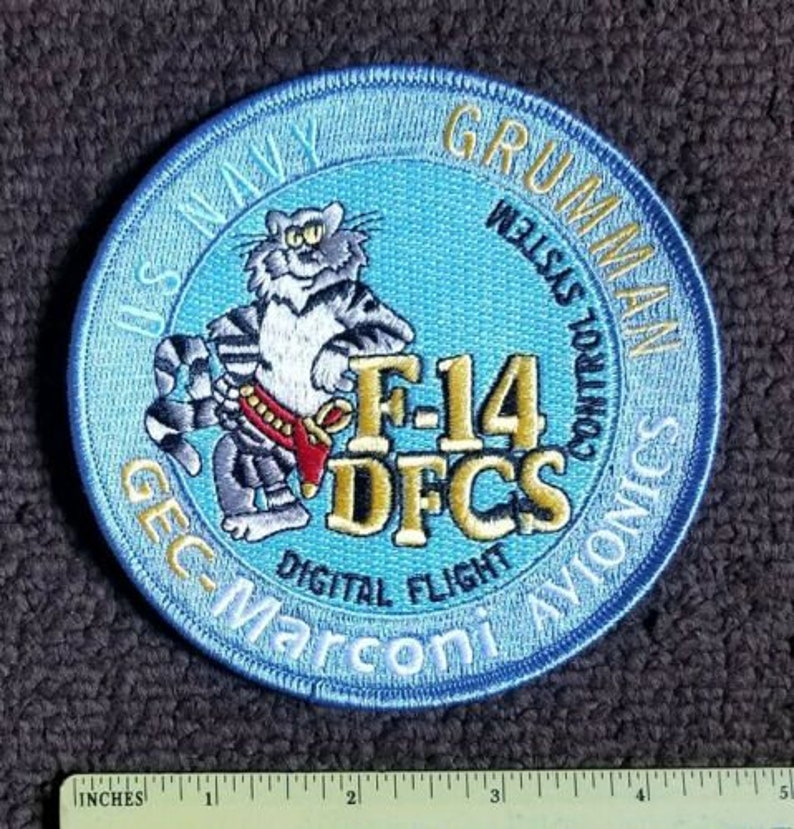 US NAVY
GRUMMAN
CONTROL SYSTEM
F-14
DFCS
DIGITAL FLIGHT
GEC-Marconi AVIONICS
INCHES 1 2 3 4 5